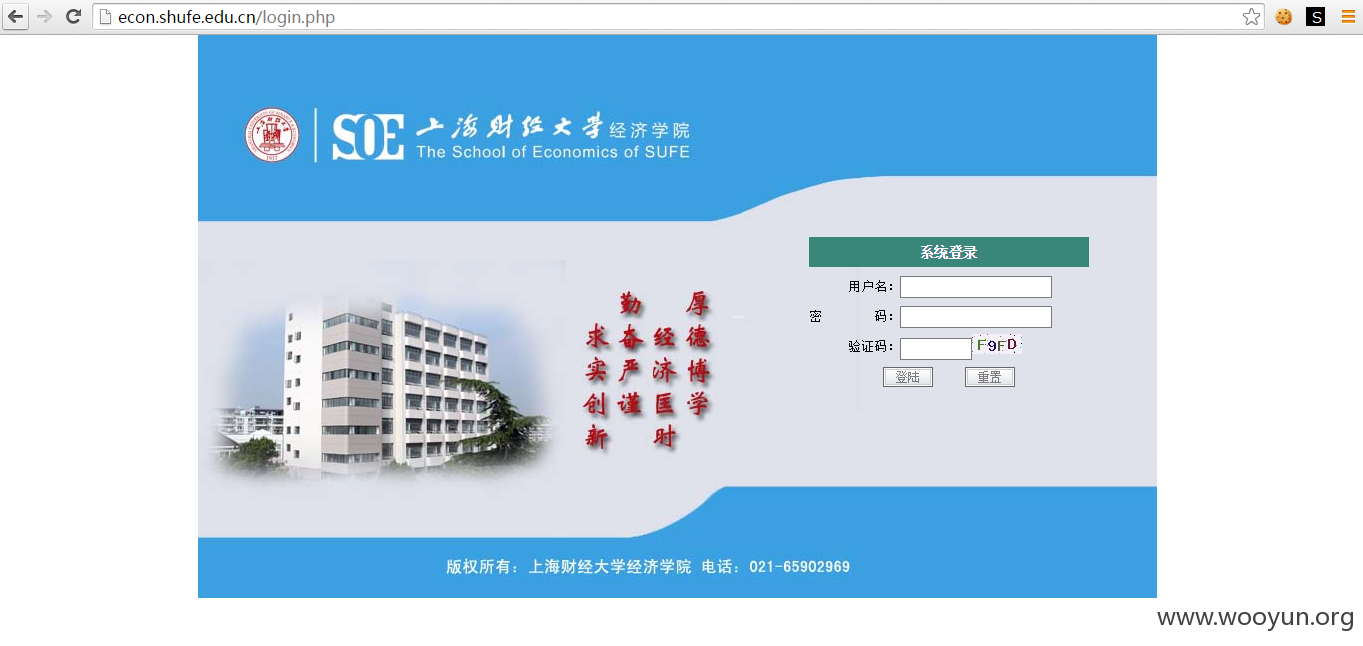 econ.shufe.edu.cn/login.php
S
SOE 上海财经大学经济学院
The School of Economics of SUFE
系统登录
用户名：
密 码：
验证码： F9FD
登陆 重置
厚德博学
经济匡时
勤奋严谨
求实创新
版权所有：上海财经大学经济学院 电话：021-65902969
www.wooyun.org